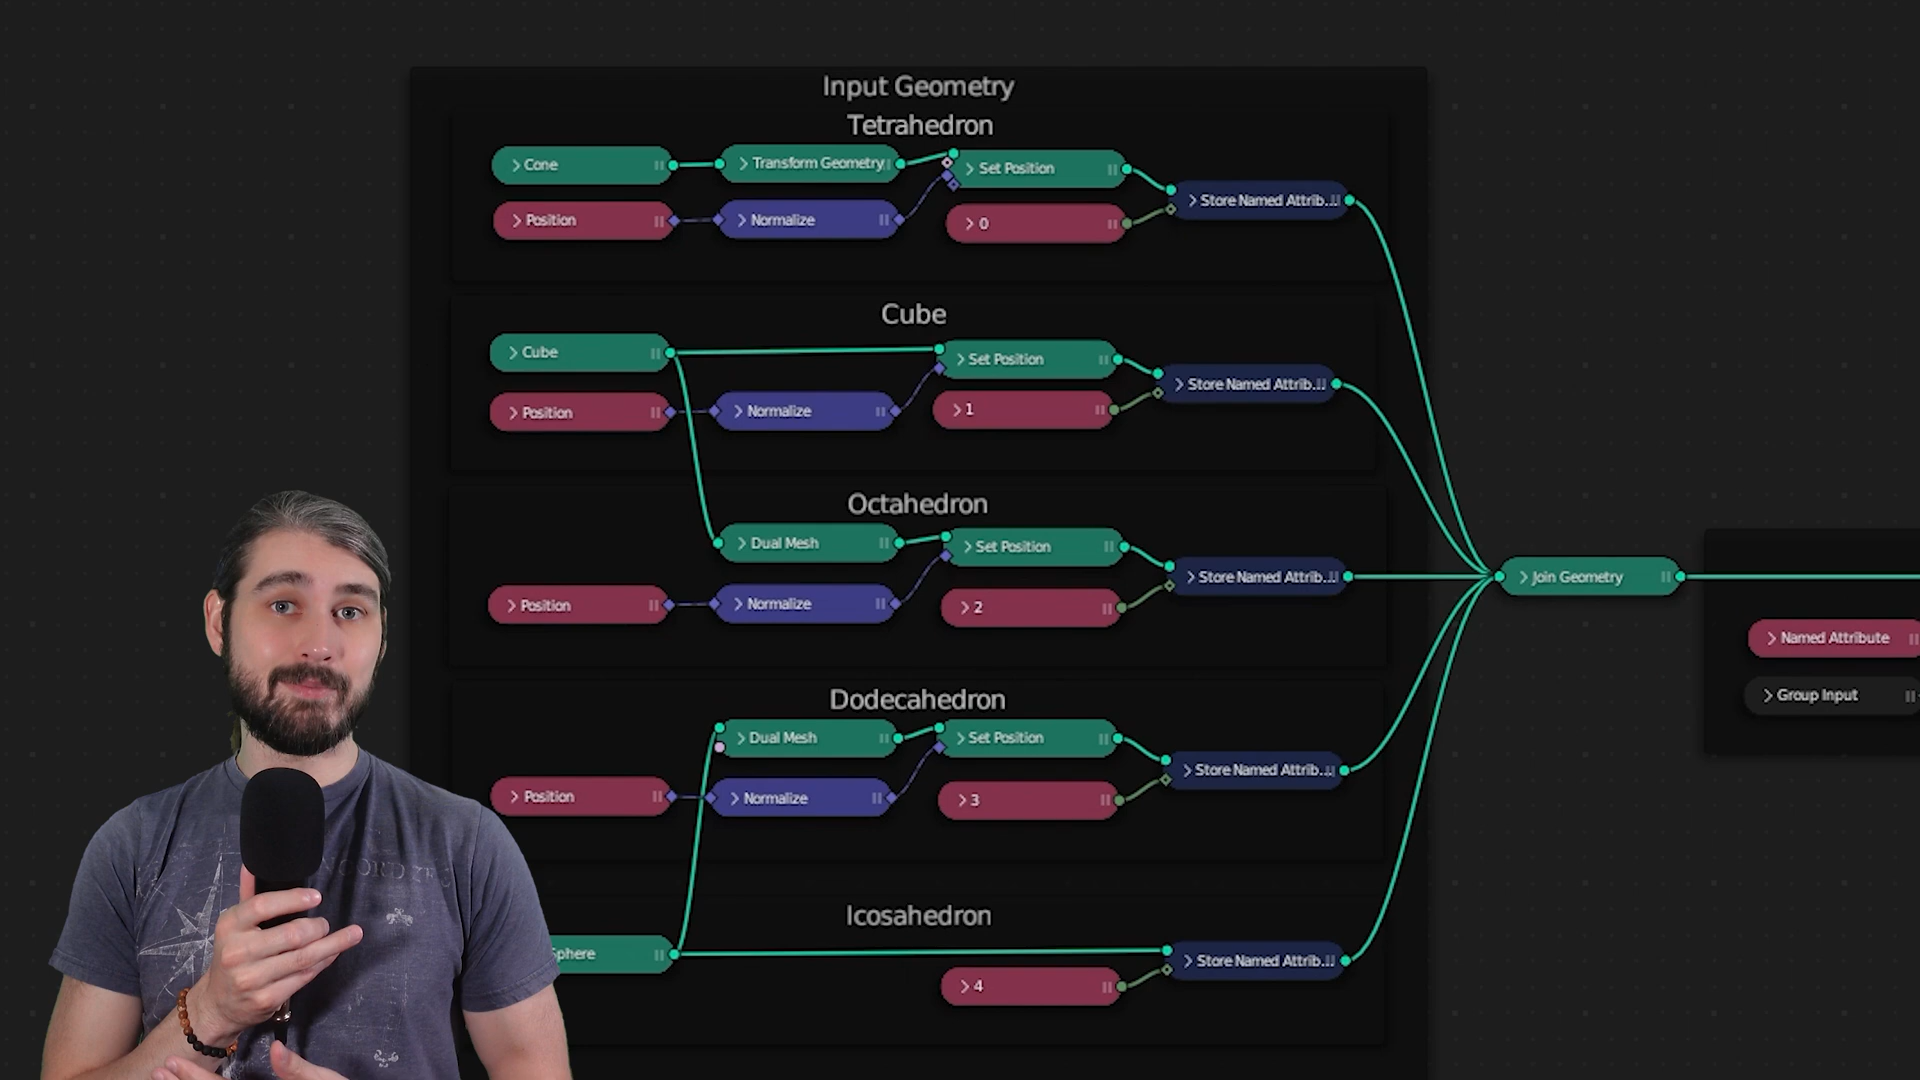 Input Geometry
Tetrahedron
Cone
Transform Geometry
Set Position
Position
Normalize
0
Store Named Attrib...
Cube
Cube
Set Position
Store Named Attrib...
Position
Normalize
1
Octahedron
Dual Mesh
Set Position
Store Named Attrib...
Position
Normalize
2
Join Geometry
Named Attribute
Group Input
Dodecahedron
Dual Mesh
Set Position
Store Named Attrib...
Position
Normalize
3
Icosahedron
Sphere
Store Named Attrib...
4